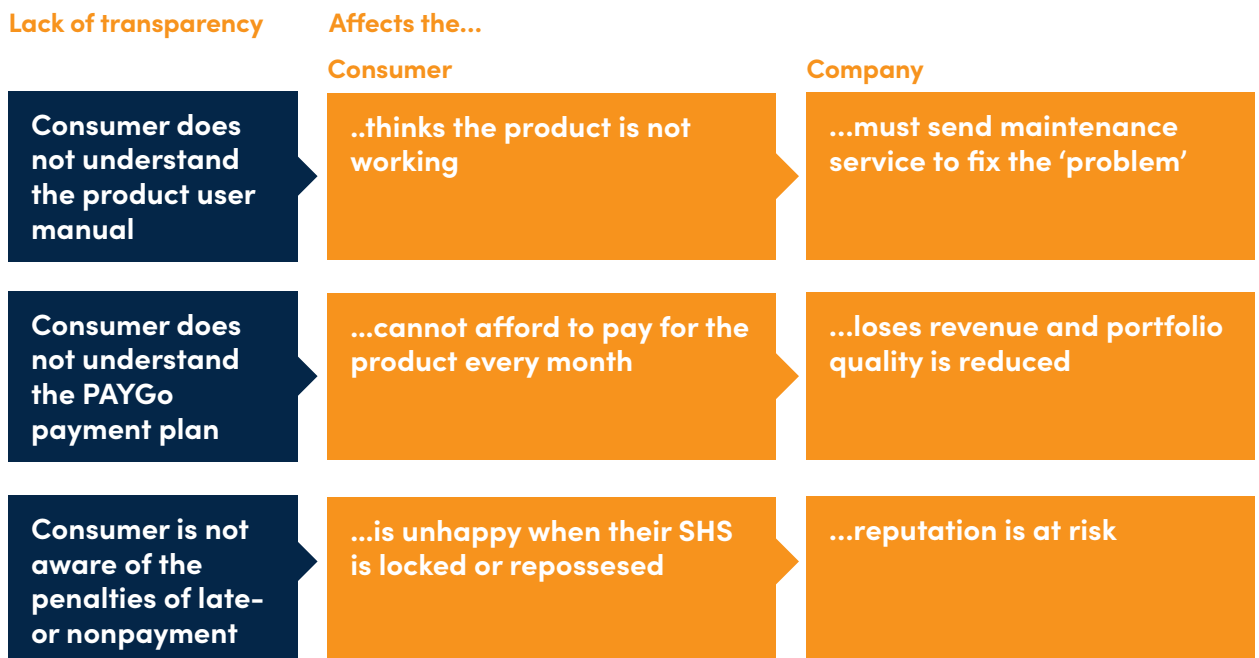 Lack of transparency
Affects the...
Consumer
Company
Consumer does
not understand
the product user
manual
..thinks the product is not
working
...must send maintenance
service to fix the ‘problem’
Consumer does
not understand
the PAYGo
payment plan
...cannot afford to pay for the
product every month
...loses revenue and portfolio
quality is reduced
Consumer is not
aware of the
penalties of late-
or nonpayment
...is unhappy when their SHS
is locked or repossesed
...reputation is at risk